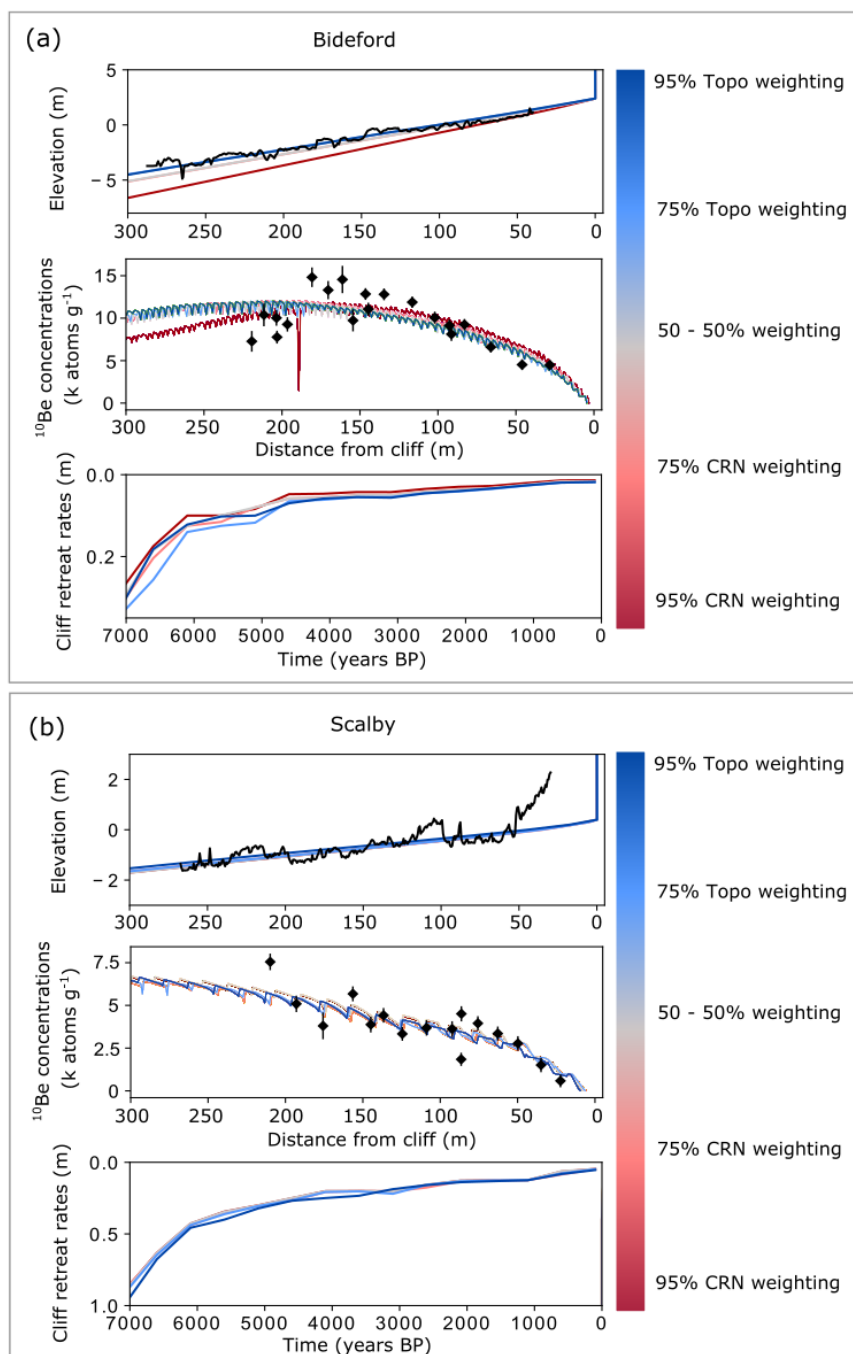 (a)
Bideford
Elevation (m)
5
0
−5
300 250 200 150 100 50 0
¹⁰Be concentrations
(k atoms g⁻¹)
15
10
5
0
300 250 200 150 100 50 0
Distance from cliff (m)
Cliff retreat rates (m)
0.0
0.2
7000 6000 5000 4000 3000 2000 1000 0
Time (years BP)
95% Topo weighting
75% Topo weighting
50 - 50% weighting
75% CRN weighting
95% CRN weighting
(b)
Scalby
Elevation (m)
2
0
−2
300 250 200 150 100 50 0
¹⁰Be concentrations
(k atoms g⁻¹)
7.5
5.0
2.5
0
300 250 200 150 100 50 0
Distance from cliff (m)
Cliff retreat rates (m)
0.0
0.5
1.0
7000 6000 5000 4000 3000 2000 1000 0
Time (years BP)
95% Topo weighting
75% Topo weighting
50 - 50% weighting
75% CRN weighting
95% CRN weighting